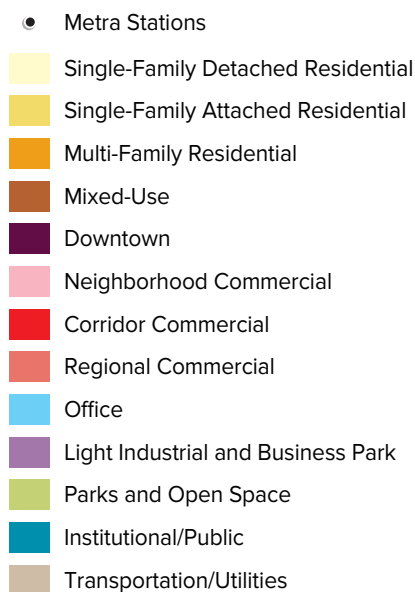 Metra Stations
Single-Family Detached Residential
Single-Family Attached Residential
Multi-Family Residential
Mixed-Use
Downtown
Neighborhood Commercial
Corridor Commercial
Regional Commercial
Office
Light Industrial and Business Park
Parks and Open Space
Institutional/Public
Transportation/Utilities